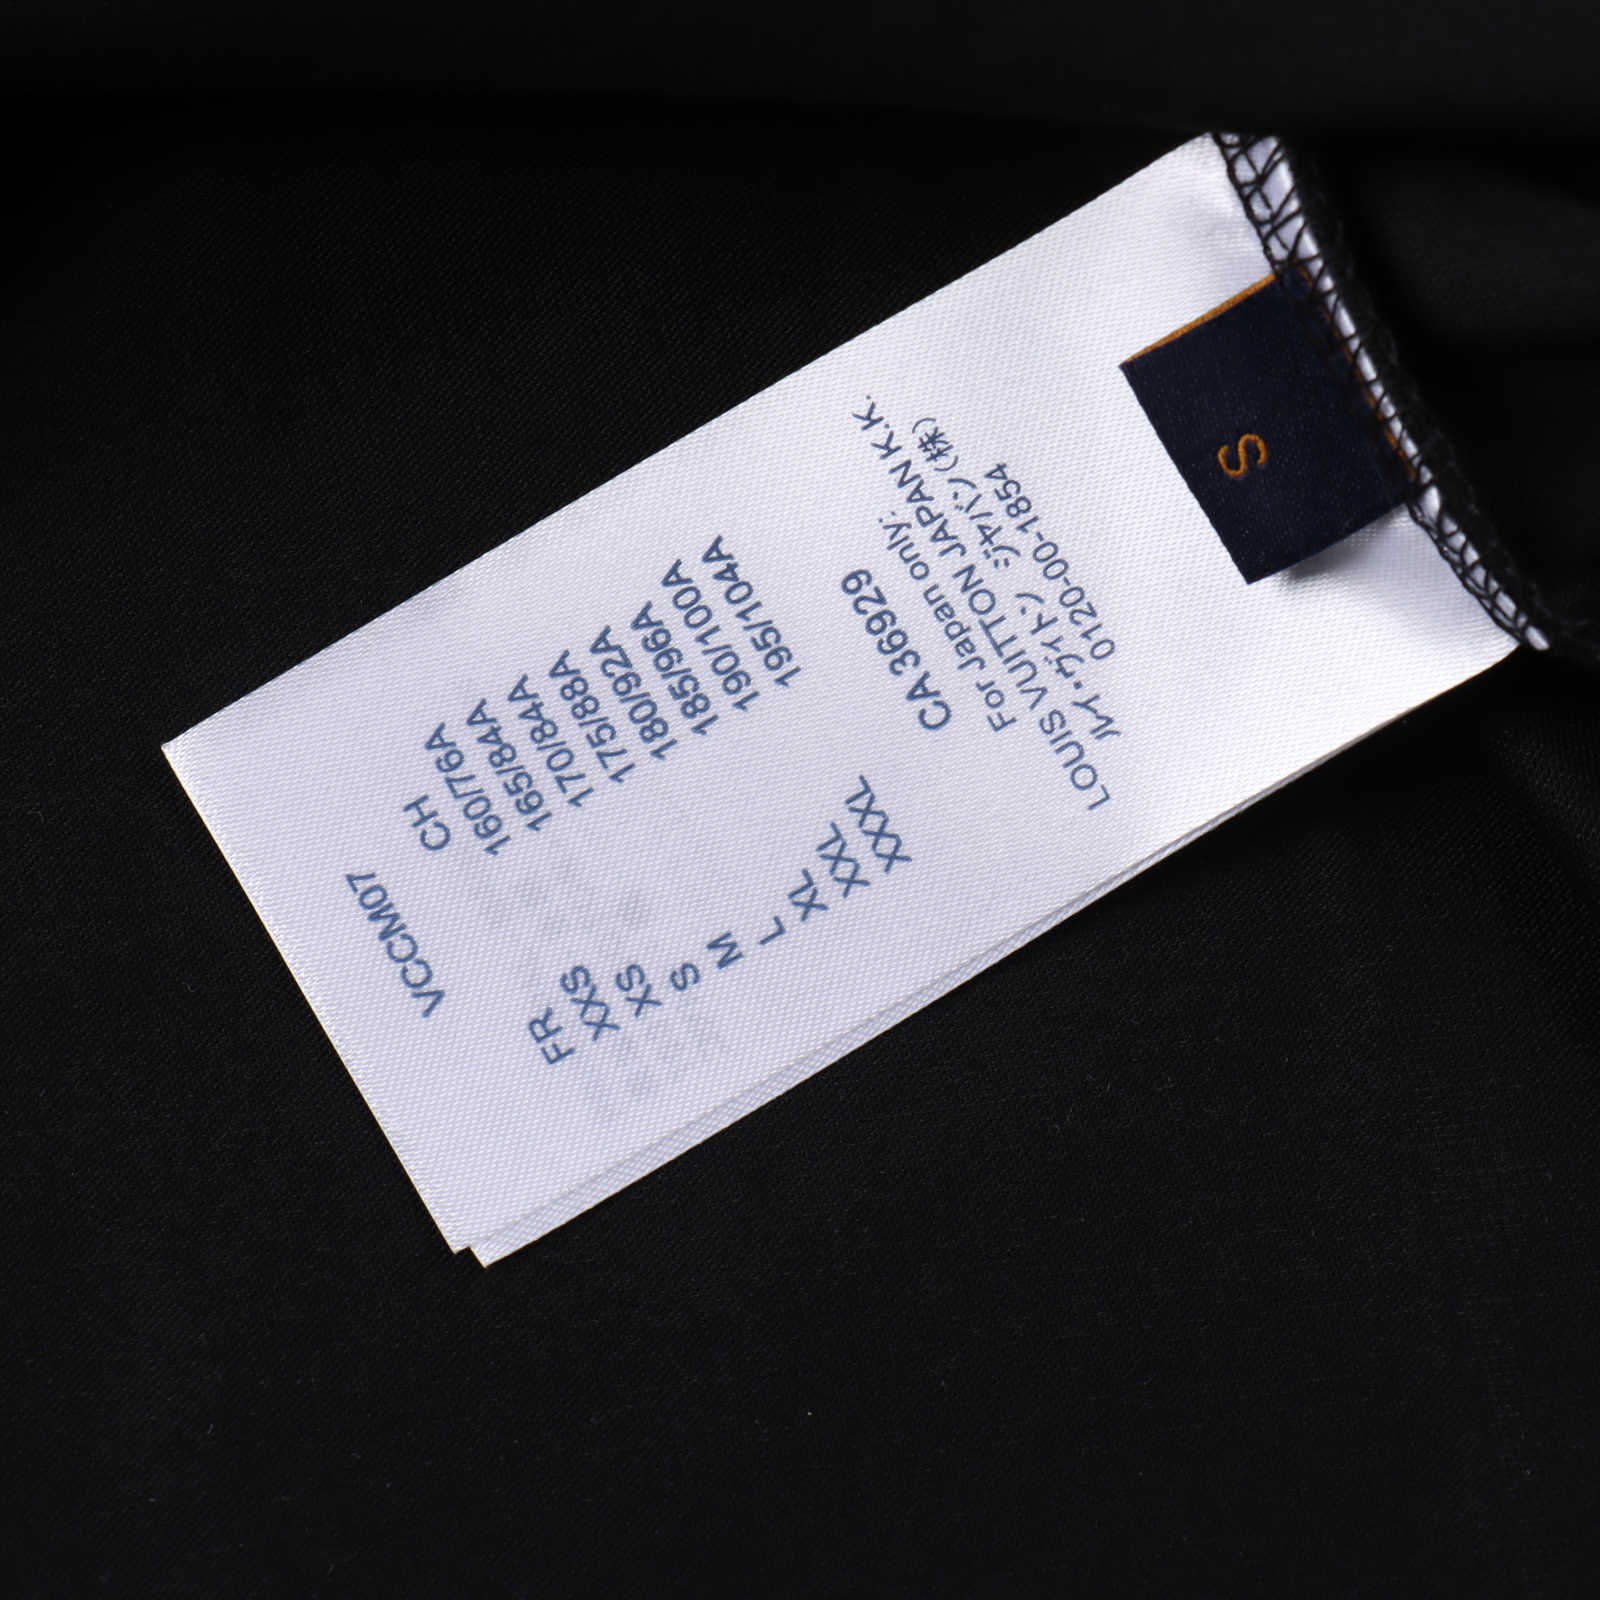 VCCM07
FR CH
XXS 160/76A
XS 165/84A
S 170/84A
M 175/88A
L 180/92A
XL 185/96A
XXL 190/100A
XXXL 195/104A
CA 36929
For Japan only:
LOUIS VUITTON JAPAN K.K.
ルイ・ヴィトン ジャパン(株)
0120-00-1854
S